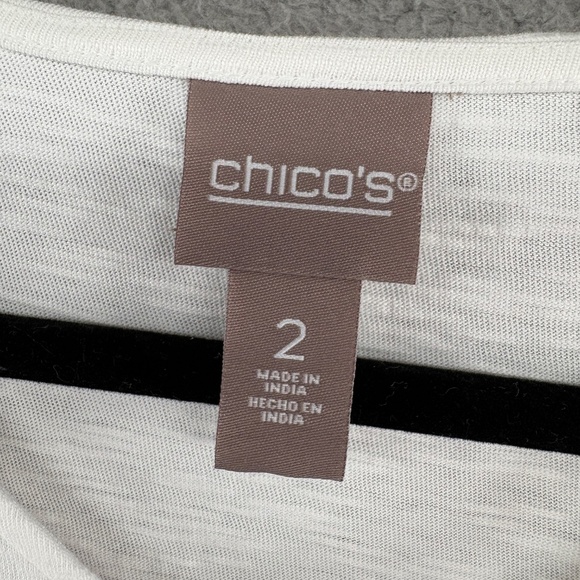 chico's®
2
MADE IN
INDIA
HECHO EN
INDIA